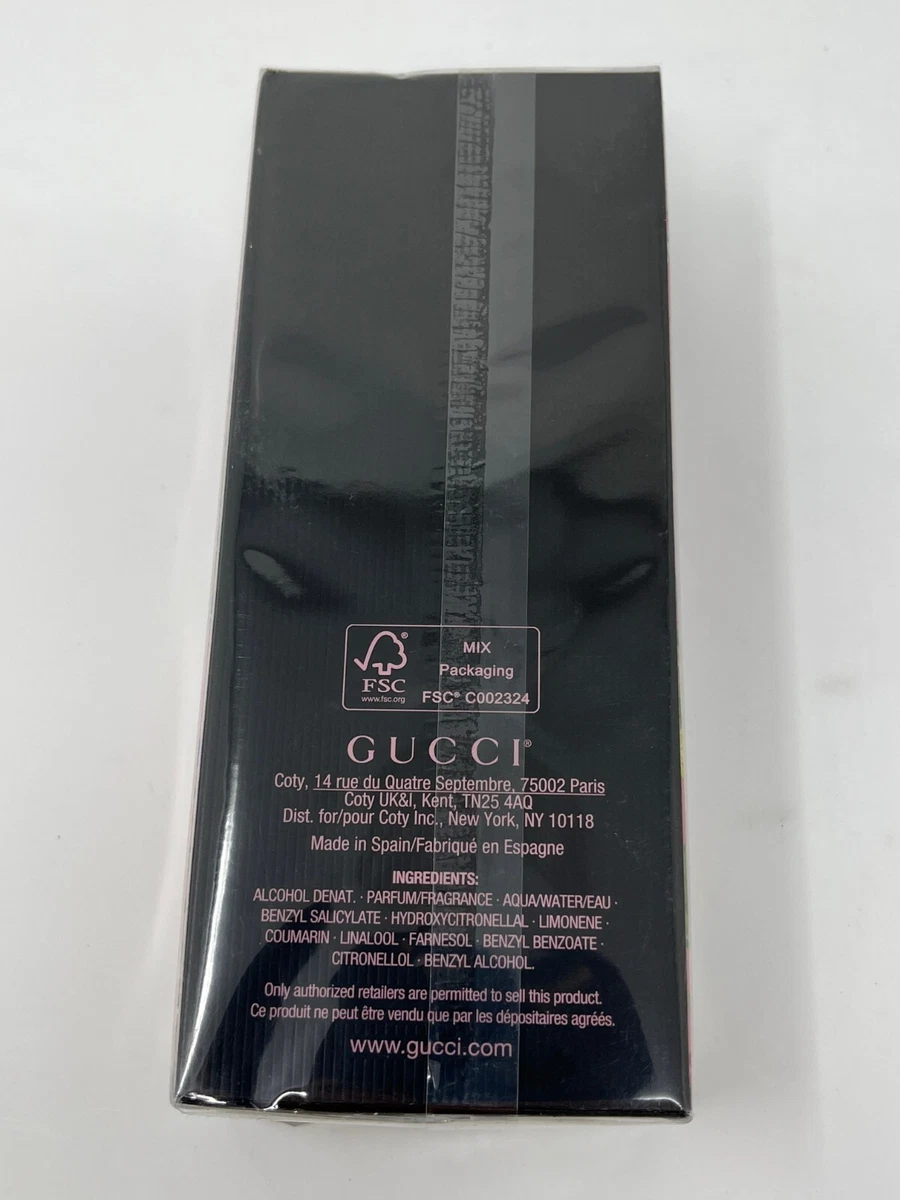 MIX
Packaging
FSC® C002324
FSC
www.fsc.org
GUCCI®
Coty, 14 rue du Quatre Septembre, 75002 Paris
Coty UK&I, Kent, TN25 4AQ
Dist. for/pour Coty Inc., New York, NY 10118
Made in Spain/Fabriqué en Espagne
INGREDIENTS:
ALCOHOL DENAT. · PARFUM/FRAGRANCE · AQUA/WATER/EAU ·
BENZYL SALICYLATE · HYDROXYCITRONELLAL · LIMONENE ·
COUMARIN · LINALOOL · FARNESOL · BENZYL BENZOATE ·
CITRONELLOL · BENZYL ALCOHOL.
Only authorized retailers are permitted to sell this product.
Ce produit ne peut être vendu que par les dépositaires agréés.
www.gucci.com